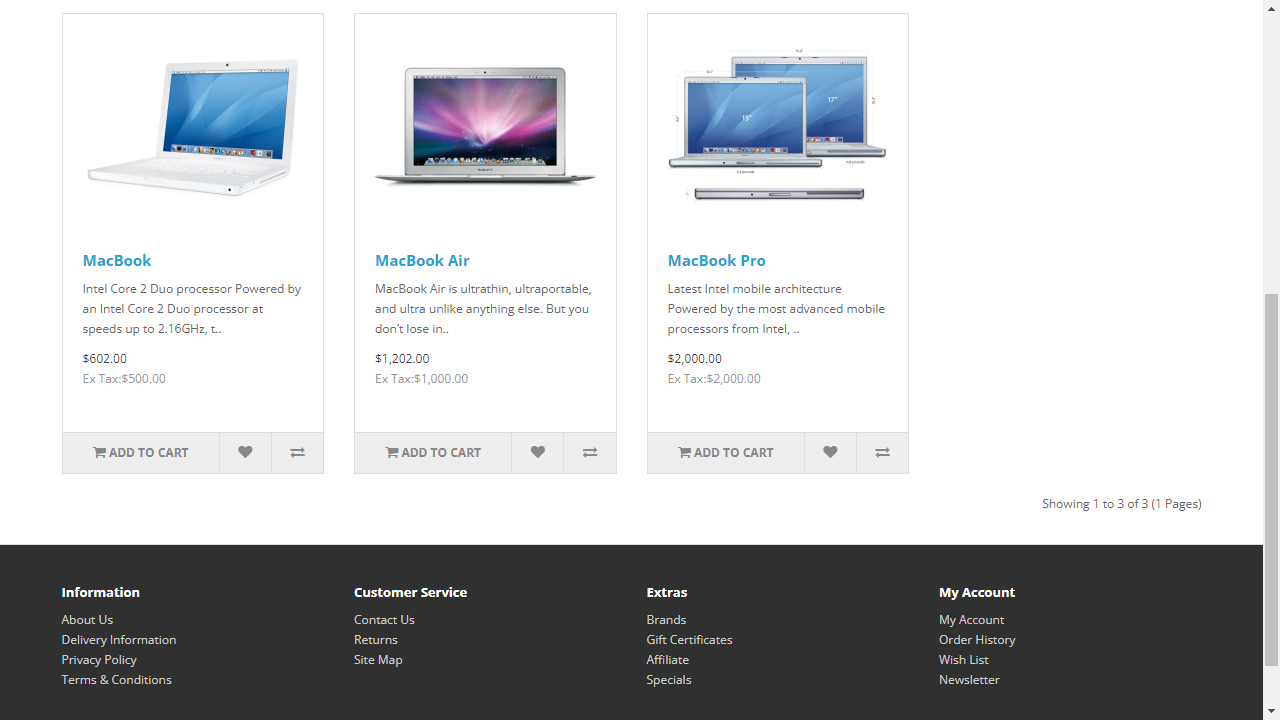 15"
17"
MacBook
Intel Core 2 Duo processor Powered by
an Intel Core 2 Duo processor at
speeds up to 2.16GHz, t..
$602.00
Ex Tax:$500.00
ADD TO CART
MacBook Air
MacBook Air is ultrathin, ultraportable,
and ultra unlike anything else. But you
don’t lose in..
$1,202.00
Ex Tax:$1,000.00
ADD TO CART
MacBook Pro
Latest Intel mobile architecture
Powered by the most advanced mobile
processors from Intel, ..
$2,000.00
Ex Tax:$2,000.00
ADD TO CART
Showing 1 to 3 of 3 (1 Pages)
Information
About Us
Delivery Information
Privacy Policy
Terms & Conditions
Customer Service
Contact Us
Returns
Site Map
Extras
Brands
Gift Certificates
Affiliate
Specials
My Account
My Account
Order History
Wish List
Newsletter